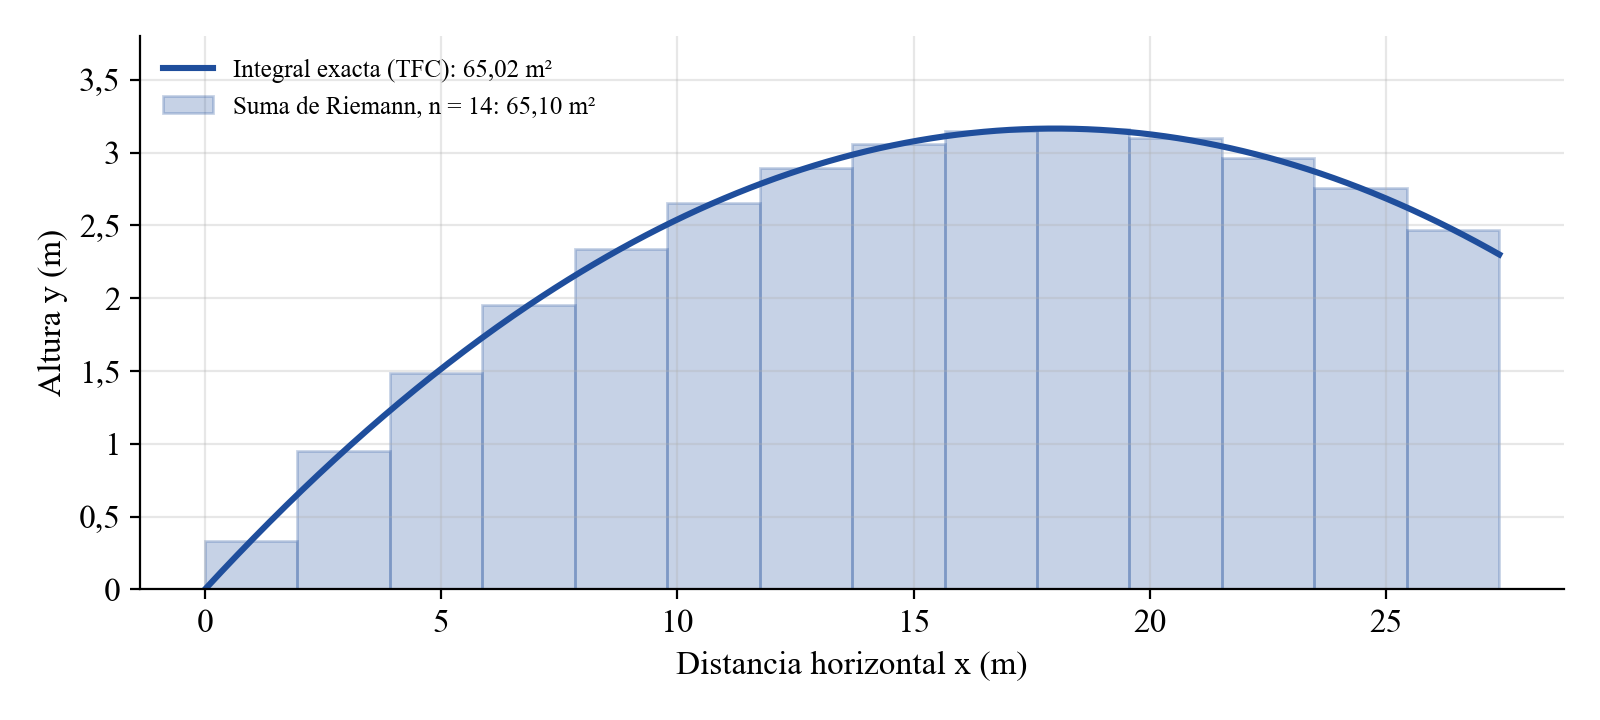 Integral exacta (TFC): 65,02 m²
Suma de Riemann, n = 14: 65,10 m²
3,5
3
2,5
2
1,5
1
0,5
0
Altura y (m)
0 5 10 15 20 25
Distancia horizontal x (m)